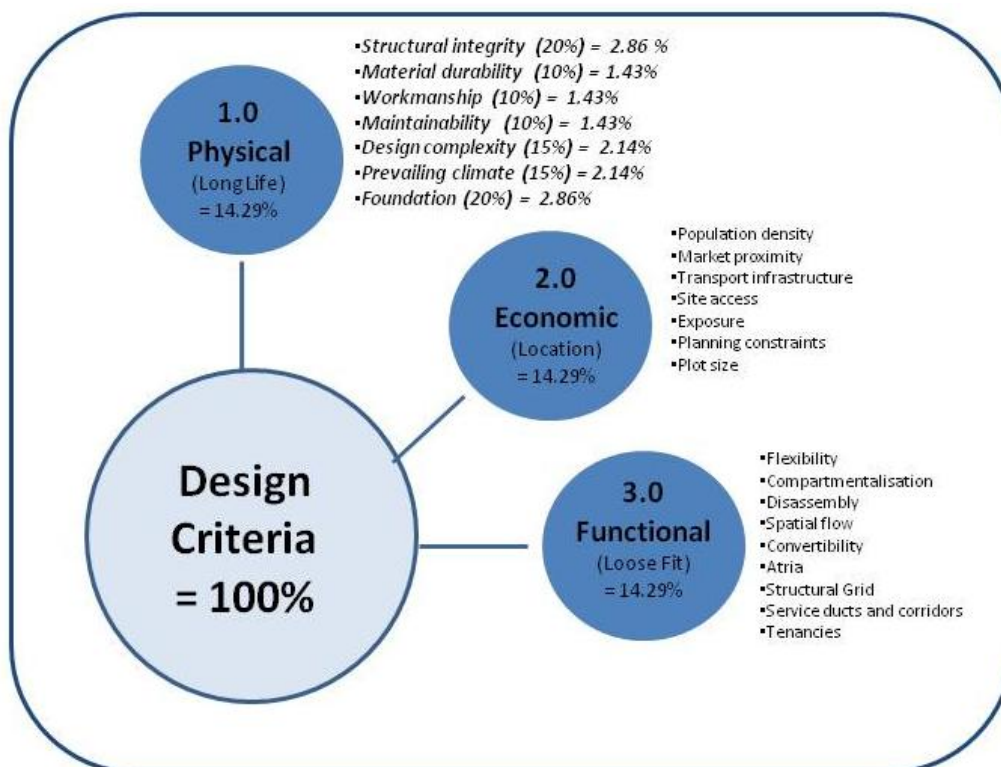 ▪Structural integrity (20%) = 2.86 %
▪Material durability (10%) = 1.43%
▪Workmanship (10%) = 1.43%
▪Maintainability (10%) = 1.43%
▪Design complexity (15%) = 2.14%
▪Prevailing climate (15%) = 2.14%
▪Foundation (20%) = 2.86%
1.0
Physical
(Long Life)
= 14.29%
2.0
Economic
(Location)
= 14.29%
▪Population density
▪Market proximity
▪Transport infrastructure
▪Site access
▪Exposure
▪Planning constraints
▪Plot size
3.0
Functional
(Loose Fit)
= 14.29%
▪Flexibility
▪Compartmentalisation
▪Disassembly
▪Spatial flow
▪Convertibility
▪Atria
▪Structural Grid
▪Service ducts and corridors
▪Tenancies
Design
Criteria
= 100%